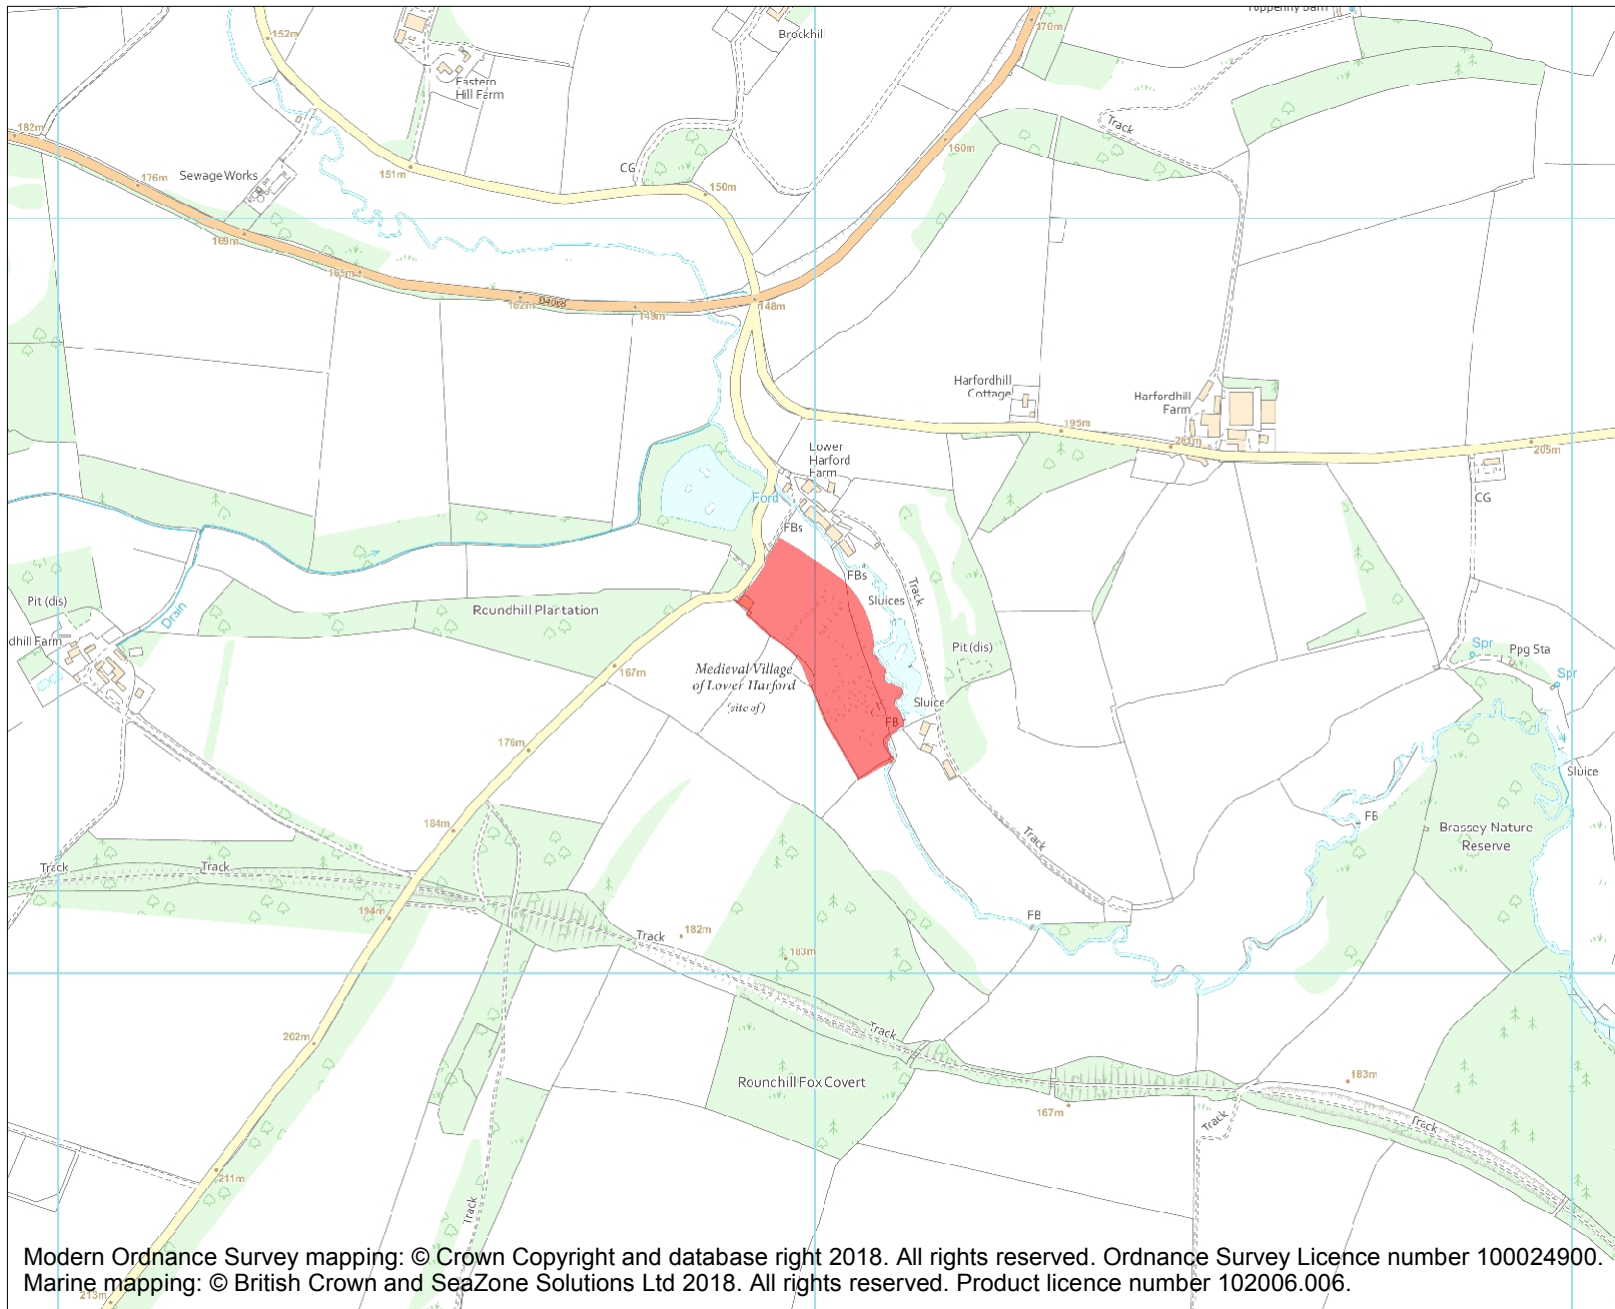 152m
Brockhill
170m
Eastern
Hill Farm
182m
Track
160m
CG
151m
Sewage Works
176m
150m
169m
165m
162m
B4068
149m
148m
Harfordhill
Cottage
Harfordhill
Farm
195m
201m
205m
Lower
Harford
Farm
Ford
CG
FBs
FBs
Track
Sluices
Pit (dis)
Drain
Roundhill Plantation
dhill Farm
Pit (dis)
Spr
Ppg Sta
Spr
167m
Medieval Village
of Lower Harford
(site of)
Sluice
FB
176m
Sluice
184m
FB
Brassey Nature
Reserve
Track
Track
Track
194m
FB
Track
182m
183m
Track
202m
Rounchill Fox Covert
183m
167m
Track
Track
211m
Track
Modern Ordnance Survey mapping: © Crown Copyright and database right 2018. All rights reserved. Ordnance Survey Licence number 100024900.
Marine mapping: © British Crown and SeaZone Solutions Ltd 2018. All rights reserved. Product licence number 102006.006.
213m